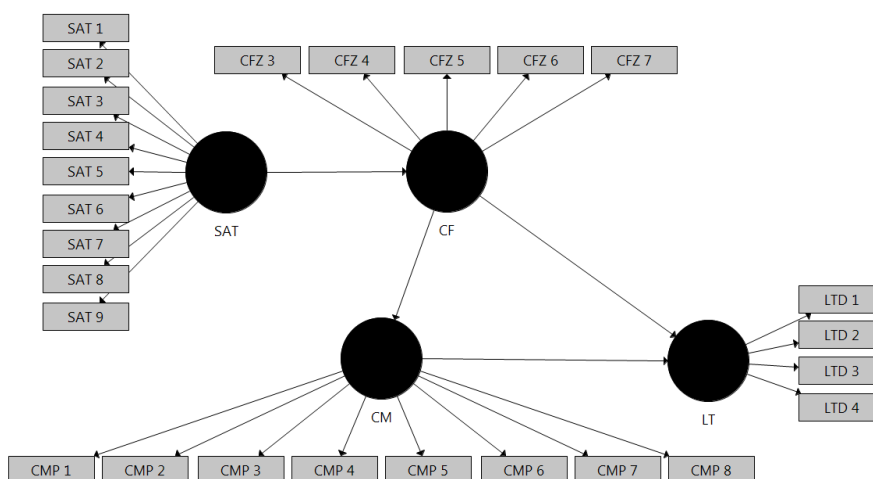 SAT 1
SAT 2
SAT 3
SAT 4
SAT 5
SAT 6
SAT 7
SAT 8
SAT 9
SAT
CFZ 3
CFZ 4
CFZ 5
CFZ 6
CFZ 7
CF
CM
LT
LTD 1
LTD 2
LTD 3
LTD 4
CMP 1
CMP 2
CMP 3
CMP 4
CMP 5
CMP 6
CMP 7
CMP 8